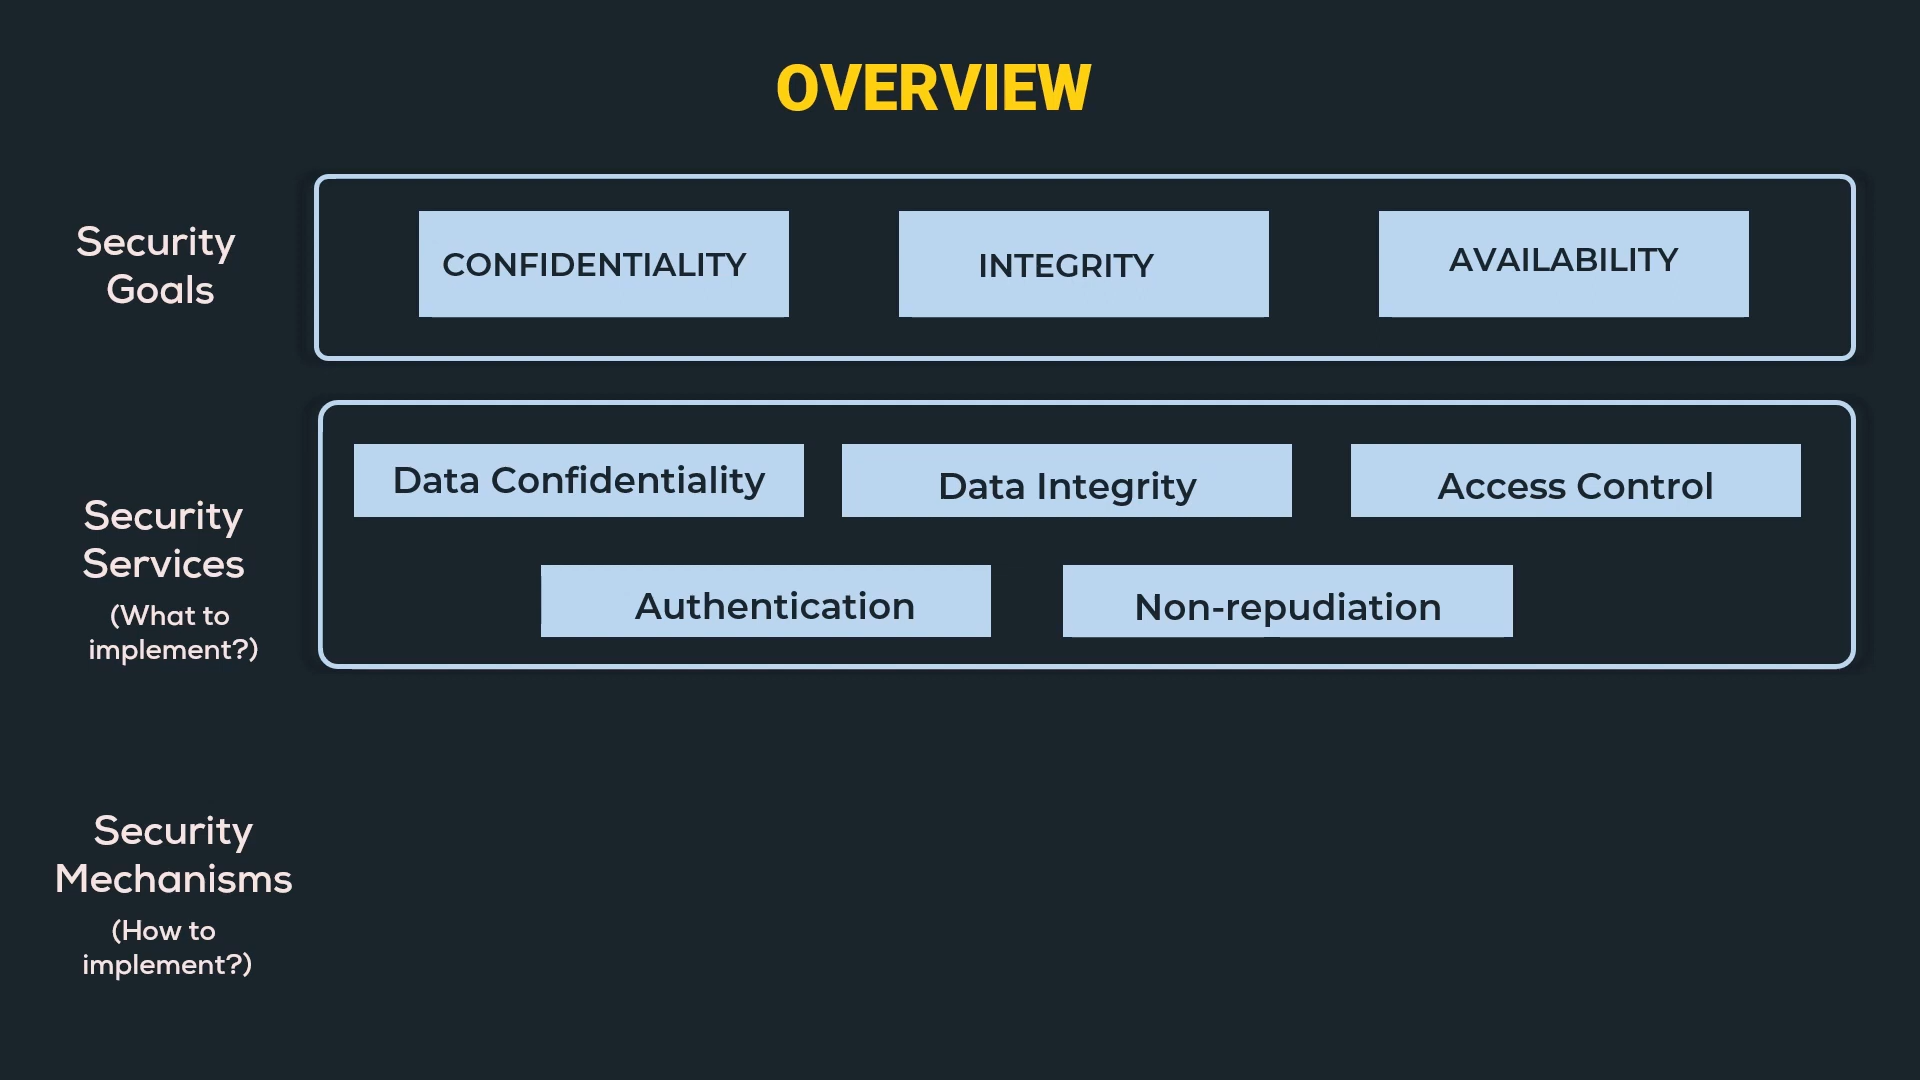 OVERVIEW
Security
Goals
CONFIDENTIALITY
INTEGRITY
AVAILABILITY
Security
Services
(What to
implement?)
Data Confidentiality
Data Integrity
Access Control
Authentication
Non-repudiation
Security
Mechanisms
(How to
implement?)